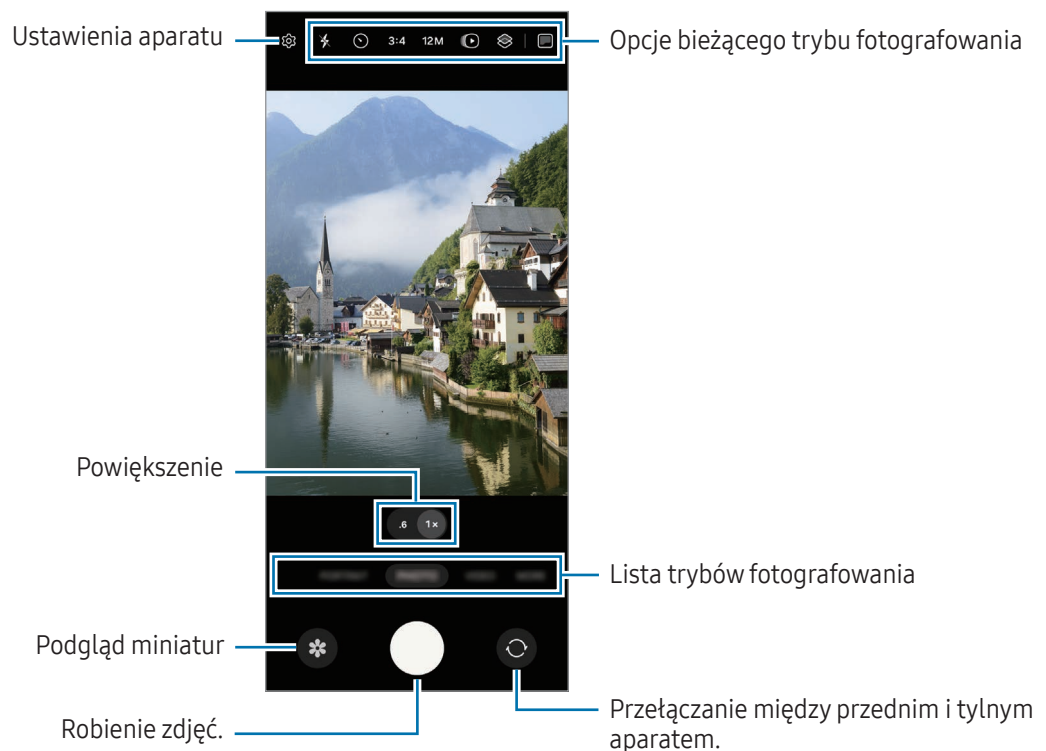 Ustawienia aparatu
3:4 12M
Opcje bieżącego trybu fotografowania
Powiększenie
.6 1×
Lista trybów fotografowania
Podgląd miniatur
Robienie zdjęć.
Przełączanie między przednim i tylnym
aparatem.